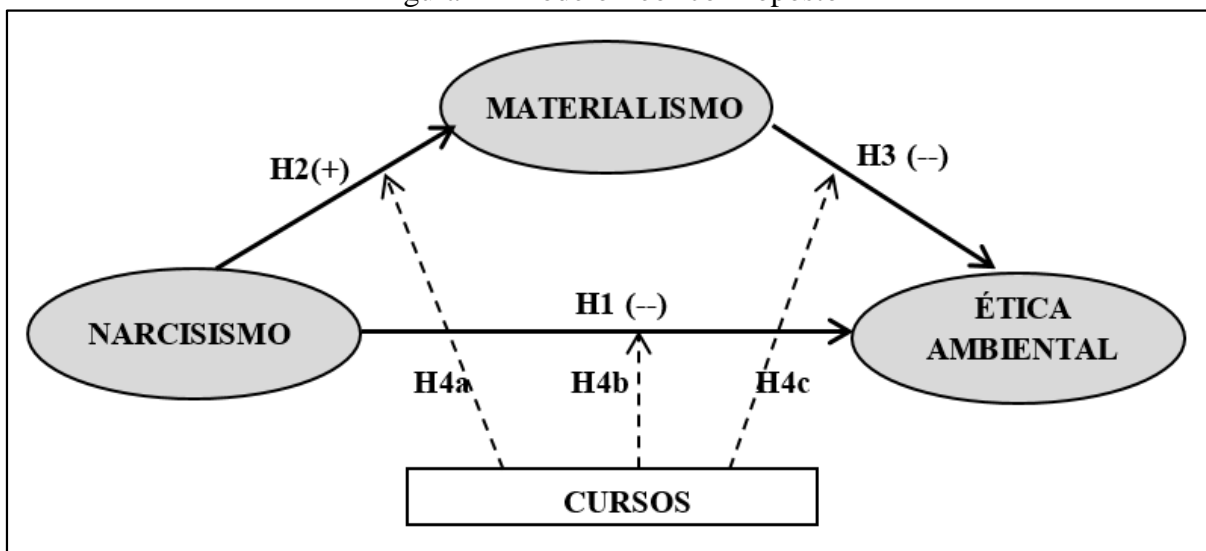 MATERIALISMO
H2(+)
H3 (--)
H1 (--)
NARCISISMO
ÉTICA
AMBIENTAL
H4a
H4b
H4c
CURSOS